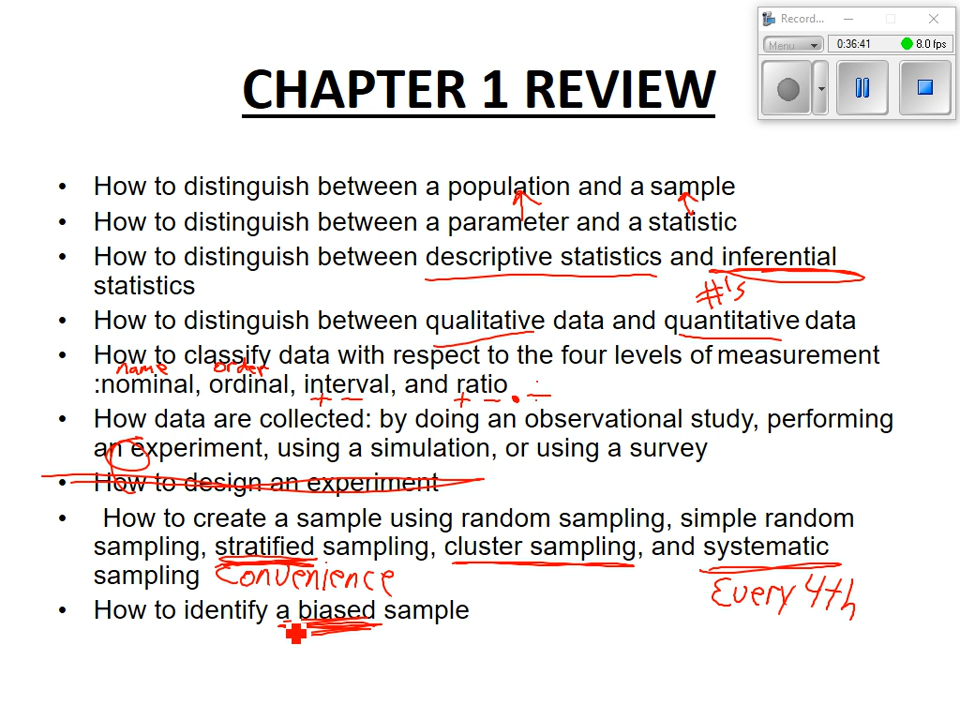 Record...
Menu
0:36:41
8.0 fps
CHAPTER 1 REVIEW
• How to distinguish between a population and a sample
• How to distinguish between a parameter and a statistic
• How to distinguish between descriptive statistics and inferential
statistics
#'s
• How to distinguish between qualitative data and quantitative data
• How to classify data with respect to the four levels of measurement
name order
:nominal, ordinal, interval, and ratio
+ − + − • ÷
• How data are collected: by doing an observational study, performing
an experiment, using a simulation, or using a survey
• How to design an experiment
• How to create a sample using random sampling, simple random
sampling, stratified sampling, cluster sampling, and systematic
sampling
Convenience
Every 4th
• How to identify a biased sample